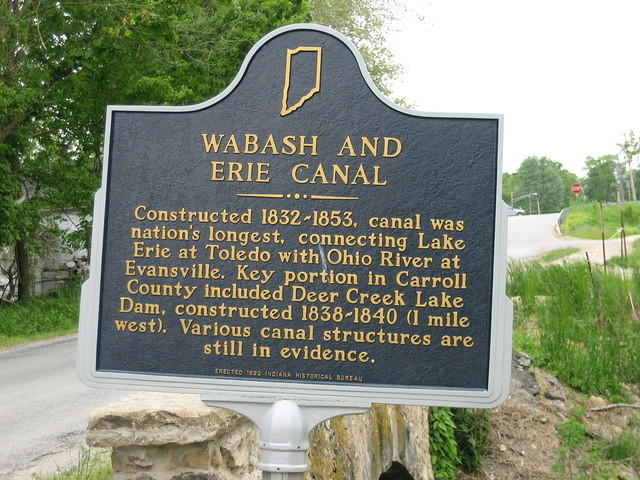 WABASH AND
ERIE CANAL
Constructed 1832-1853, canal was
nation's longest, connecting Lake
Erie at Toledo with Ohio River at
Evansville. Key portion in Carroll
County included Deer Creek Lake
Dam, constructed 1838-1840 (1 mile
west). Various canal structures are
still in evidence.
ERECTED 1992 INDIANA HISTORICAL BUREAU